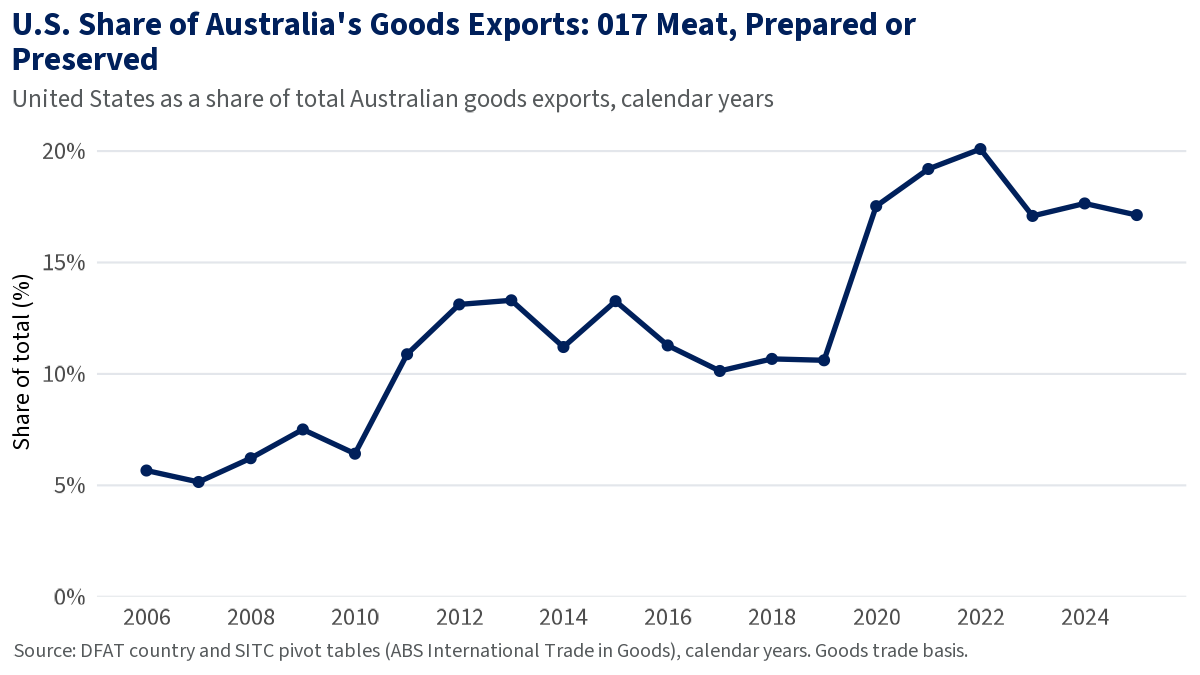 U.S. Share of Australia's Goods Exports: 017 Meat, Prepared or
Preserved
United States as a share of total Australian goods exports, calendar years
Share of total (%)
20%
15%
10%
5%
0%
2006 2008 2010 2012 2014 2016 2018 2020 2022 2024
Source: DFAT country and SITC pivot tables (ABS International Trade in Goods), calendar years. Goods trade basis.